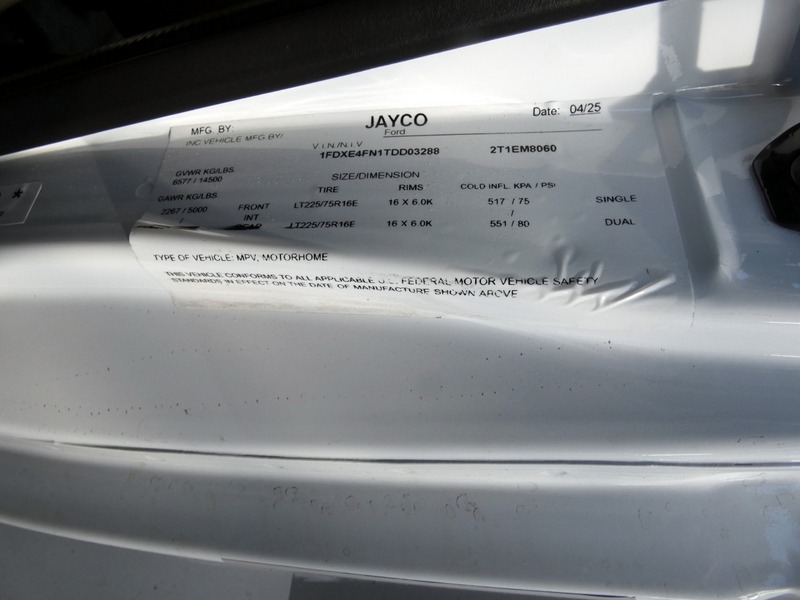 MFG. BY: JAYCO Date: 04/25
INC. VEHICLE MFG. BY/ Ford
V.I.N./N.I.V
1FDXE4FN1TDD03288 2T1EM8060
GVWR KG/LBS
6577 / 14500 SIZE/DIMENSION
GAWR KG/LBS TIRE RIMS COLD INFL. KPA / PSI
2267 / 5000 FRONT LT225/75R16E 16 X 6.0K 517 / 75 SINGLE
/ INT /
REAR LT225/75R16E 16 X 6.0K 551 / 80 DUAL
TYPE OF VEHICLE: MPV, MOTORHOME
THIS VEHICLE CONFORMS TO ALL APPLICABLE U.S. FEDERAL MOTOR VEHICLE SAFETY
STANDARDS IN EFFECT ON THE DATE OF MANUFACTURE SHOWN ABOVE